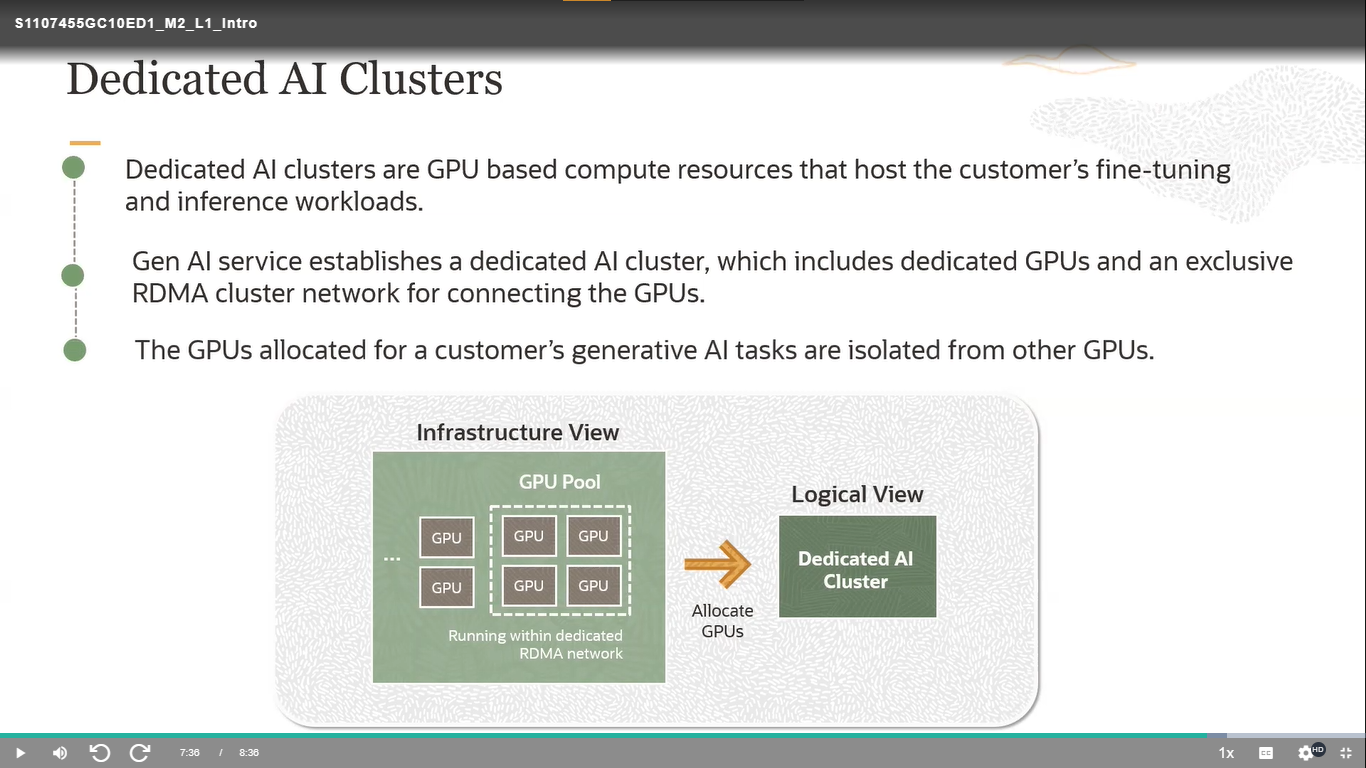 S1107455GC10ED1_M2_L1_Intro
Dedicated AI Clusters
Dedicated AI clusters are GPU based compute resources that host the customer’s fine-tuning
and inference workloads.
Gen AI service establishes a dedicated AI cluster, which includes dedicated GPUs and an exclusive
RDMA cluster network for connecting the GPUs.
The GPUs allocated for a customer’s generative AI tasks are isolated from other GPUs.
Infrastructure View
GPU Pool
GPU GPU GPU
...
GPU GPU GPU
Running within dedicated
RDMA network
Allocate
GPUs
Logical View
Dedicated AI
Cluster
7:36 / 8:36 1x CC HD